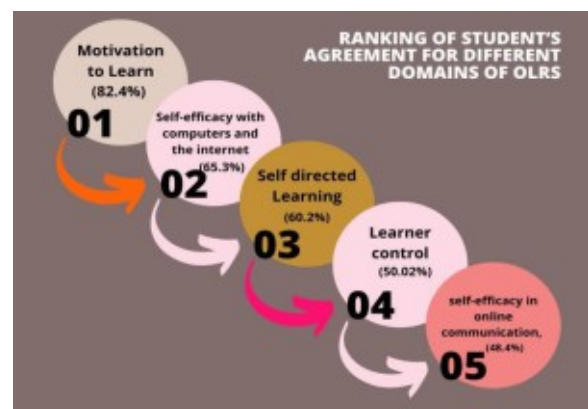 RANKING OF STUDENT'S
AGREEMENT FOR DIFFERENT
DOMAINS OF OLRS
Motivation
to Learn
(82.4%)
01
Self-efficacy with
computers and
the internet
(65.3%)
02
Self directed
Learning
(60.2%)
03
Learner
control
(50.02%)
04
self-efficacy in
online
communication,
(48.4%)
05